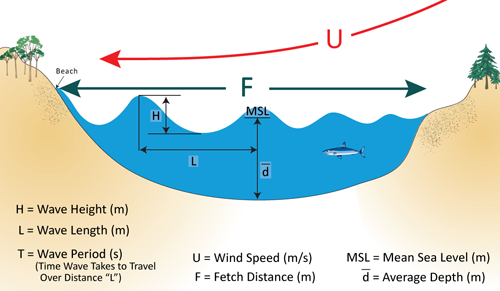 U
Beach
F
H
MSL
L
d̅
H = Wave Height (m)
L = Wave Length (m)
T = Wave Period (s)
(Time Wave Takes to Travel
Over Distance “L”)
U = Wind Speed (m/s)
F = Fetch Distance (m)
MSL = Mean Sea Level (m)
d̅ = Average Depth (m)